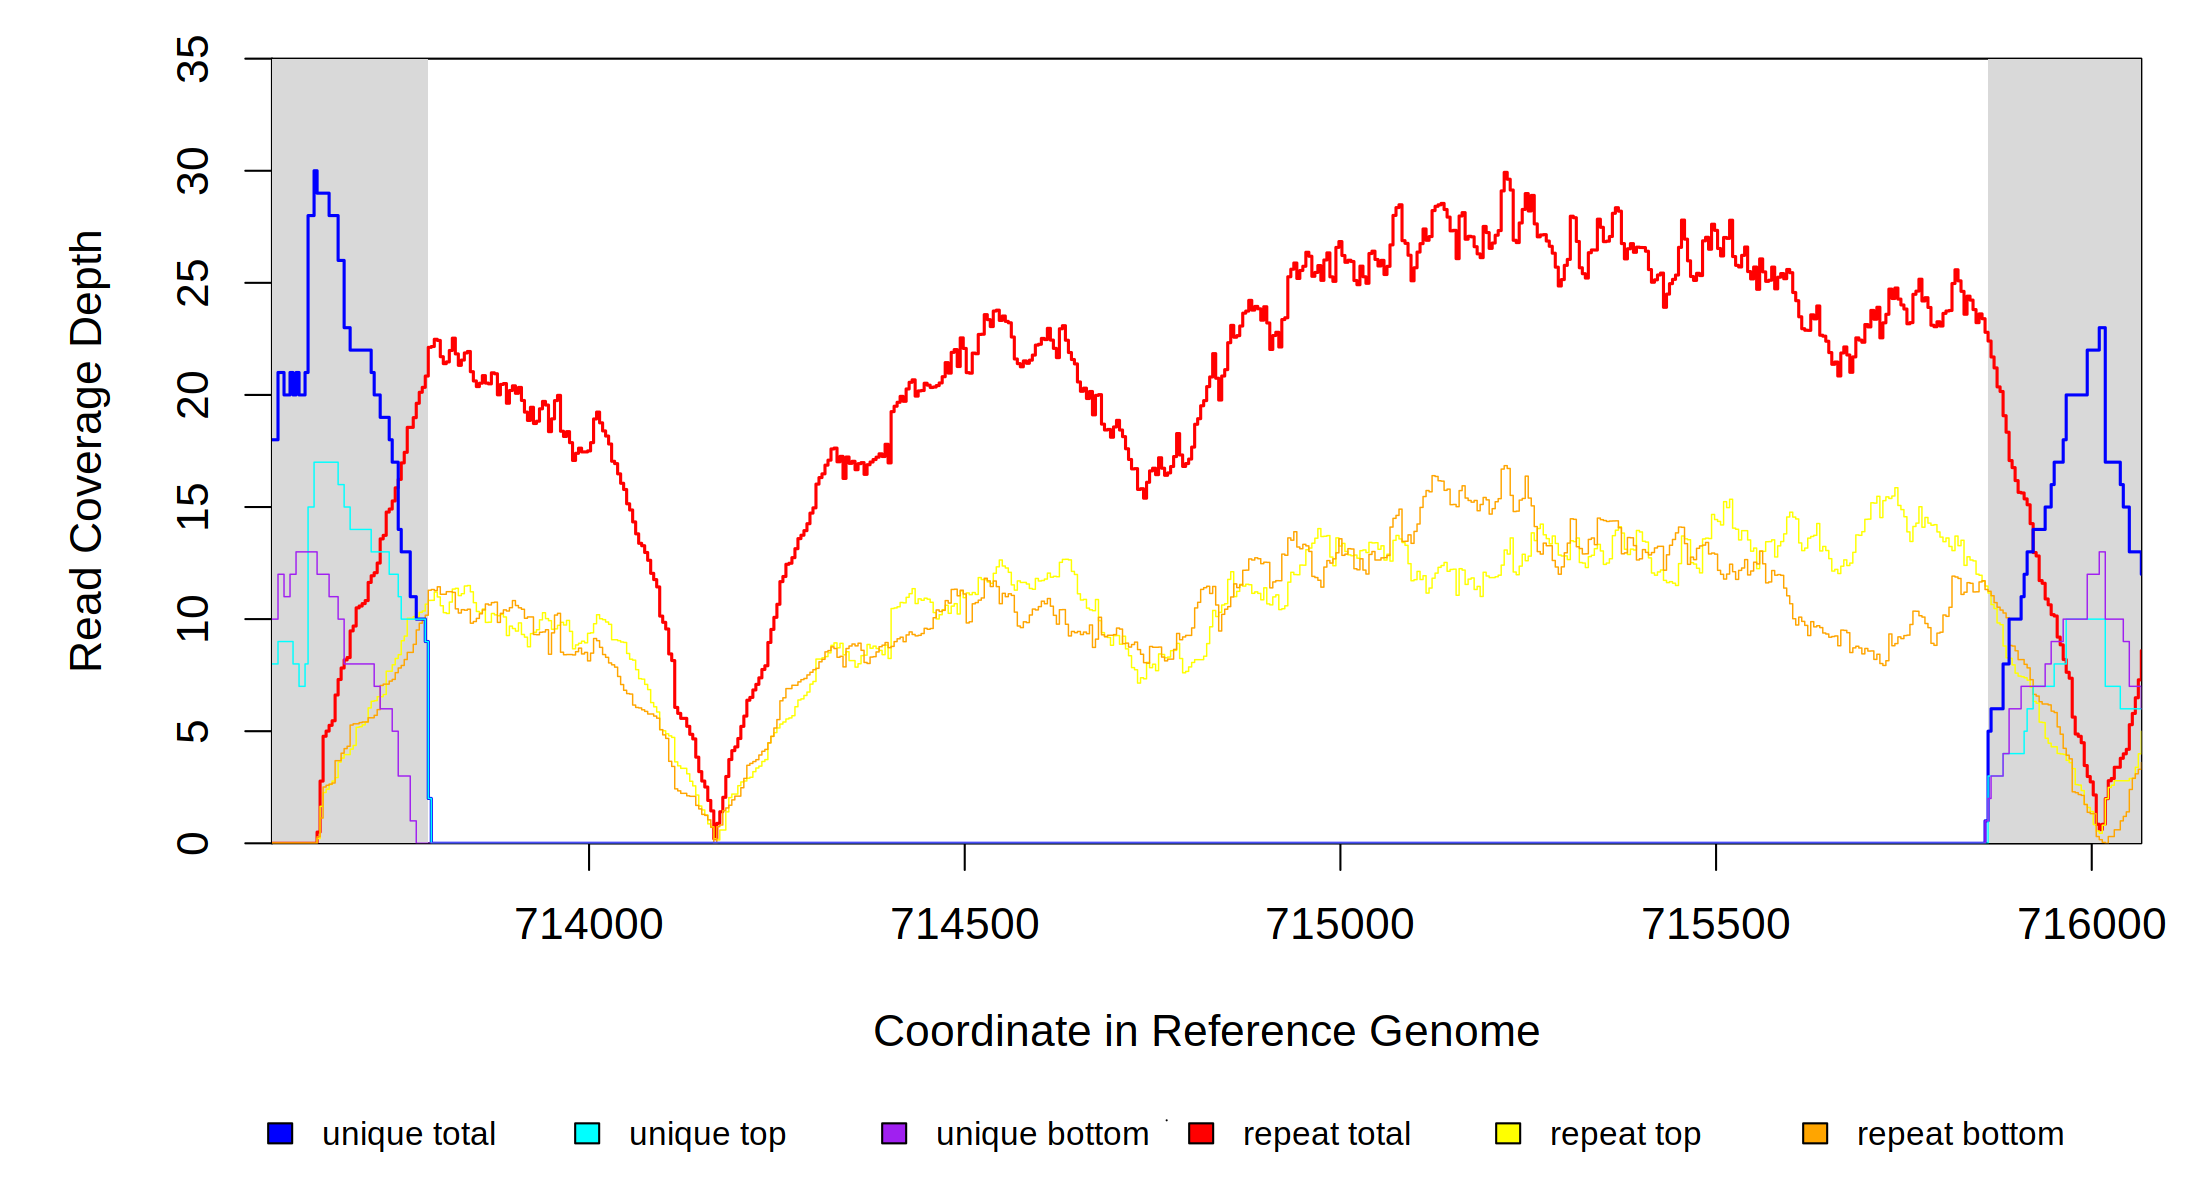 35
30
25
20
15
10
5
0
Read Coverage Depth
714000 714500 715000 715500 716000
Coordinate in Reference Genome
unique total unique top unique bottom repeat total repeat top repeat bottom